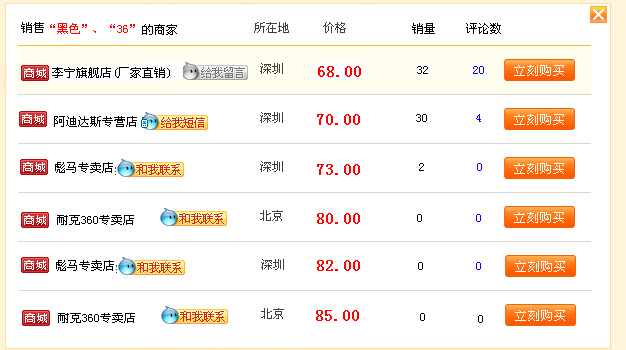 销售“黑色”、“36”的商家 所在地 价格 销量 评论数
商城 李宁旗舰店(厂家直销) 给我留言 深圳 68.00 32 20 立刻购买
商城 阿迪达斯专营店 给我短信 深圳 70.00 30 4 立刻购买
商城 彪马专卖店: 和我联系 深圳 73.00 2 0 立刻购买
商城 耐克360专卖店 和我联系 北京 80.00 0 0 立刻购买
商城 彪马专卖店: 和我联系 深圳 82.00 0 0 立刻购买
商城 耐克360专卖店 和我联系 北京 85.00 0 0 立刻购买